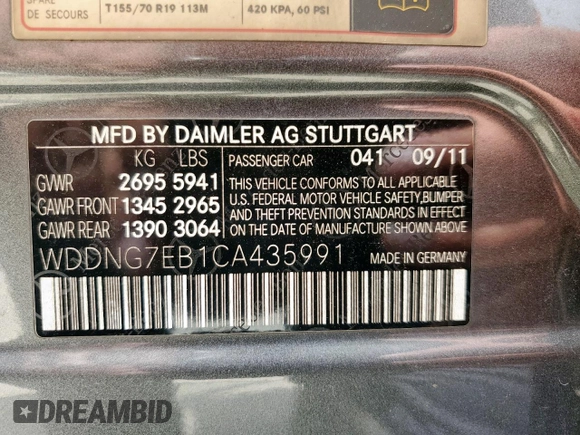 SPARE
DE SECOURS T155/70 R19 113M 420 KPA, 60 PSI
MFD BY DAIMLER AG STUTTGART
KG LBS PASSENGER CAR 041 09/11
GVWR 2695 5941
GAWR FRONT 1345 2965
GAWR REAR 1390 3064
THIS VEHICLE CONFORMS TO ALL APPLICABLE
U.S. FEDERAL MOTOR VEHICLE SAFETY, BUMPER
AND THEFT PREVENTION STANDARDS IN EFFECT
ON THE DATE OF MANUFACTURE SHOWN ABOVE.
WDDNG7EB1CA435991 MADE IN GERMANY
DREAMBID